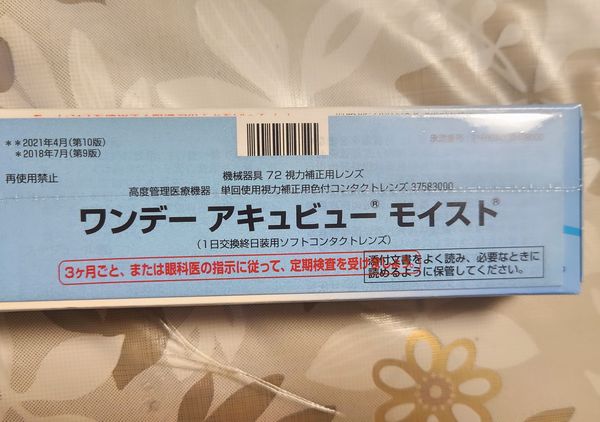 **2021年4月(第10版)
*2018年7月(第9版)
再使用禁止
機械器具 72 視力補正用レンズ
高度管理医療機器 単回使用視力補正用色付コンタクトレンズ 37583000
ワンデー アキュビュー® モイスト®
(1日交換終日装用ソフトコンタクトレンズ)
3ヶ月ごと、または眼科医の指示に従って、定期検査を受け
添付文書をよく読み、必要なときに
読めるように保管してください。